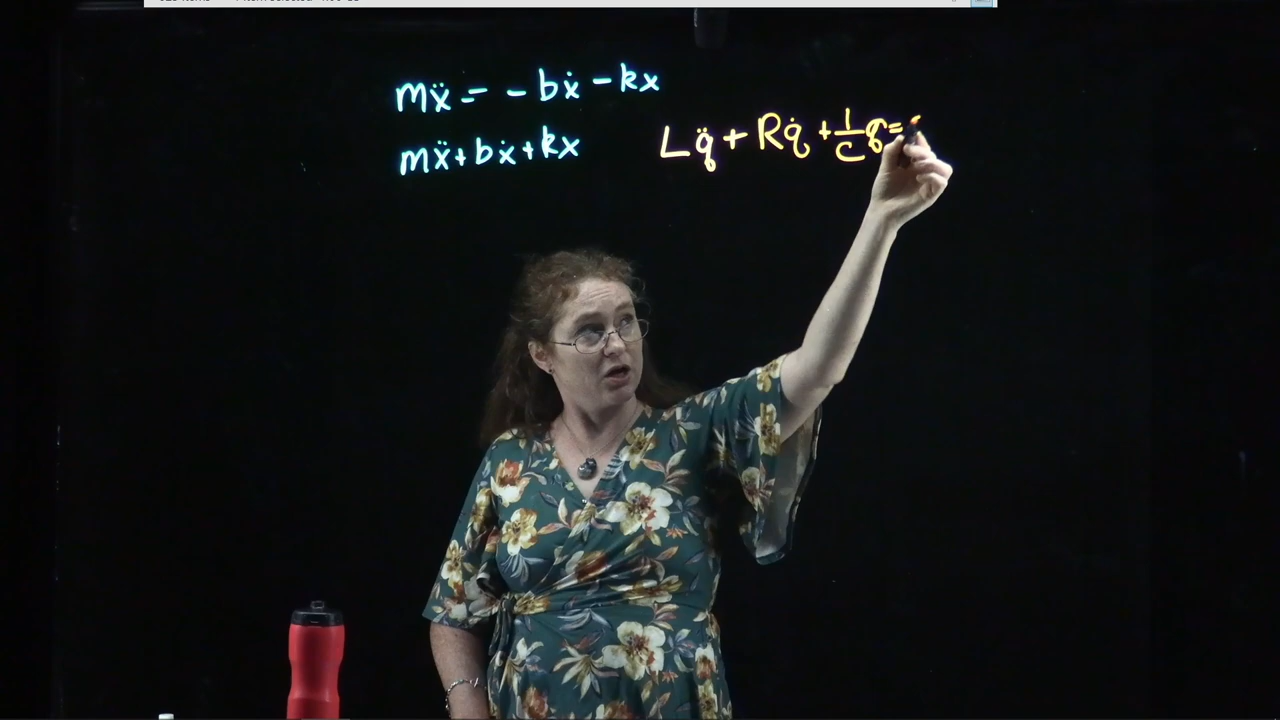 mẍ = - bẋ - kx
mẍ + bẋ + kx
Lq̈ + Rq̇ + 1/C q =